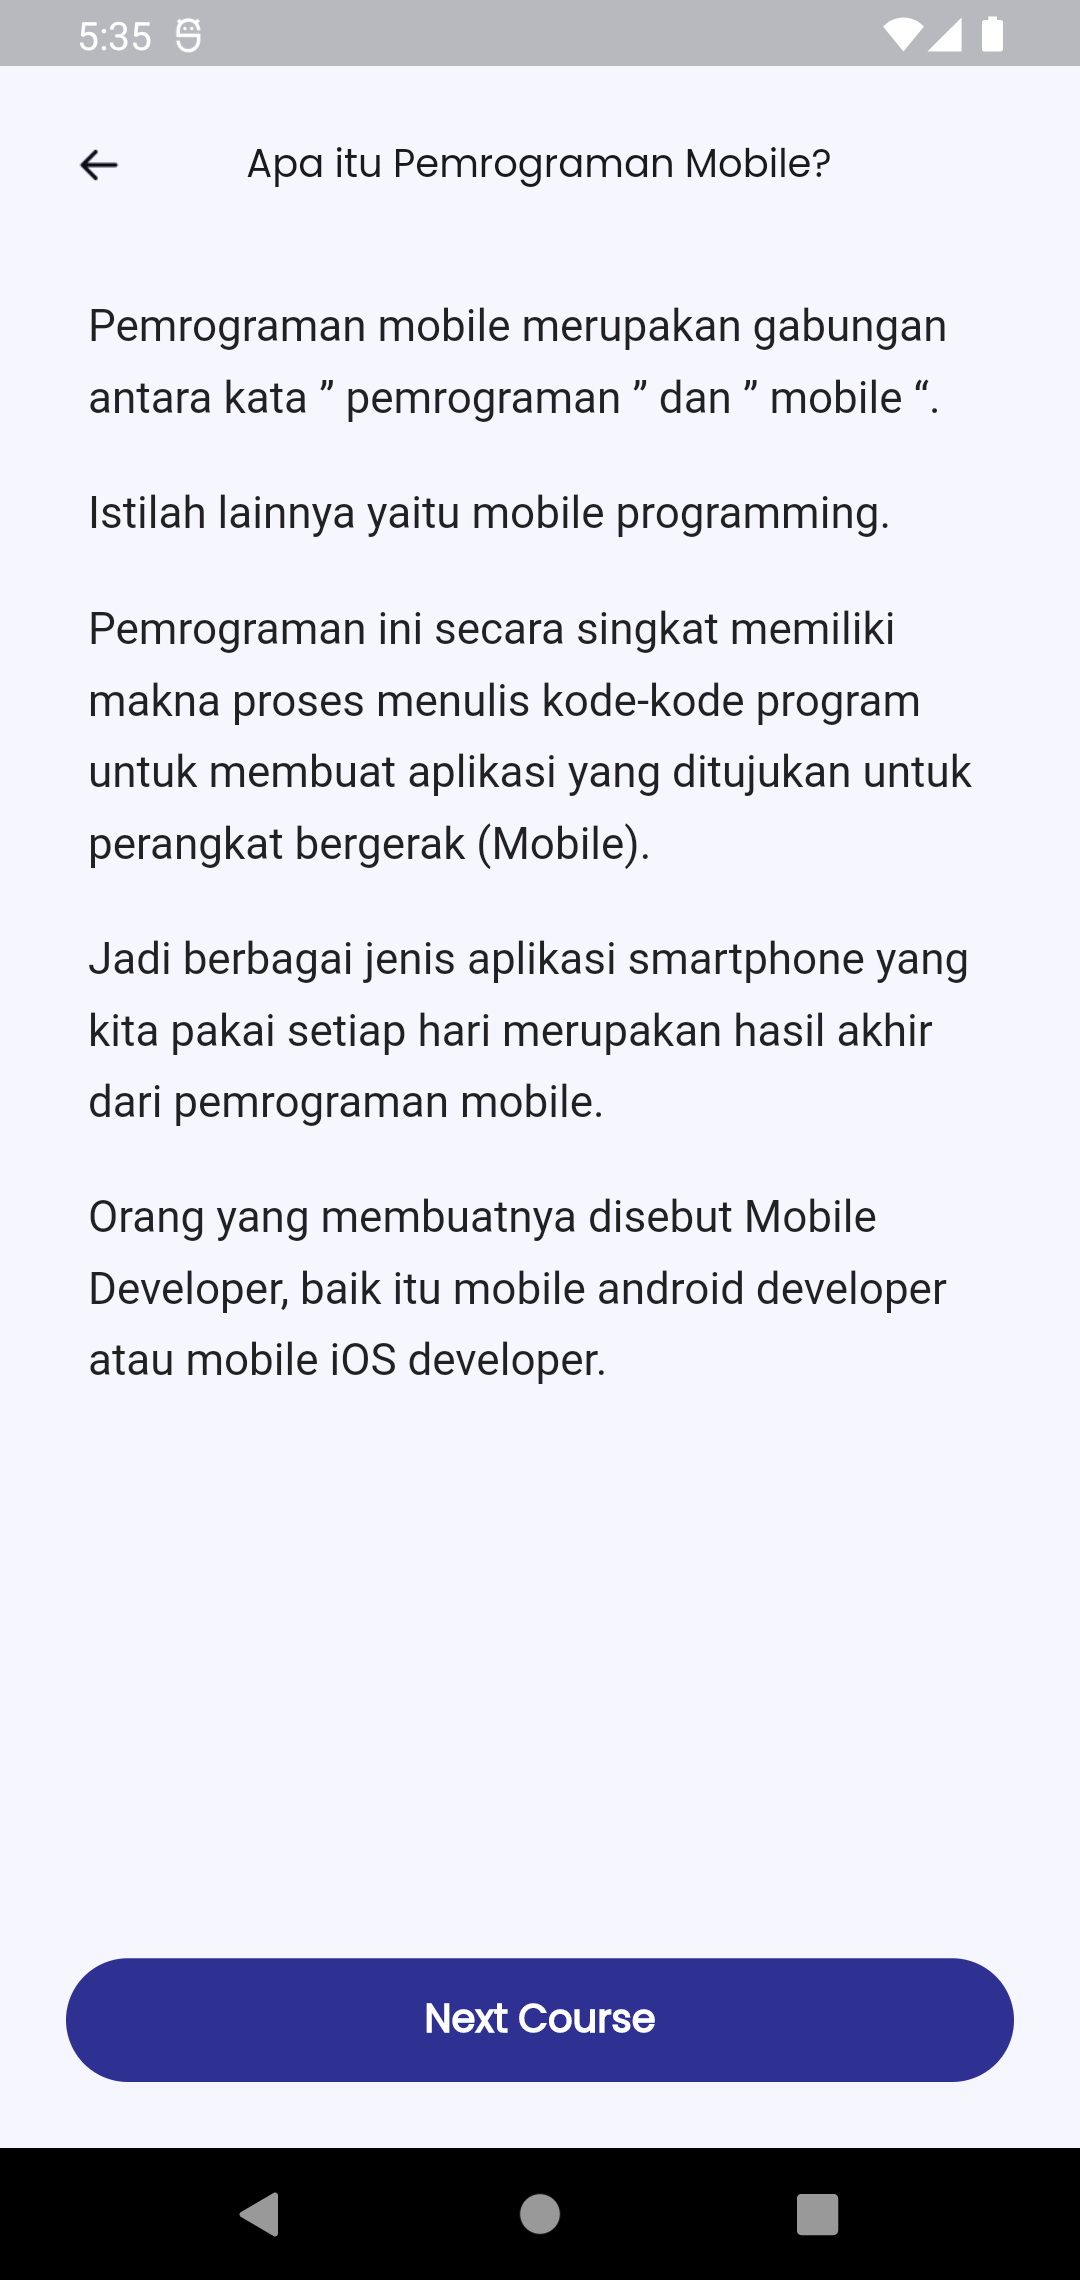 5:35
Apa itu Pemrograman Mobile?
Pemrograman mobile merupakan gabungan
antara kata ” pemrograman ” dan ” mobile “.
Istilah lainnya yaitu mobile programming.
Pemrograman ini secara singkat memiliki
makna proses menulis kode-kode program
untuk membuat aplikasi yang ditujukan untuk
perangkat bergerak (Mobile).
Jadi berbagai jenis aplikasi smartphone yang
kita pakai setiap hari merupakan hasil akhir
dari pemrograman mobile.
Orang yang membuatnya disebut Mobile
Developer, baik itu mobile android developer
atau mobile iOS developer.
Next Course